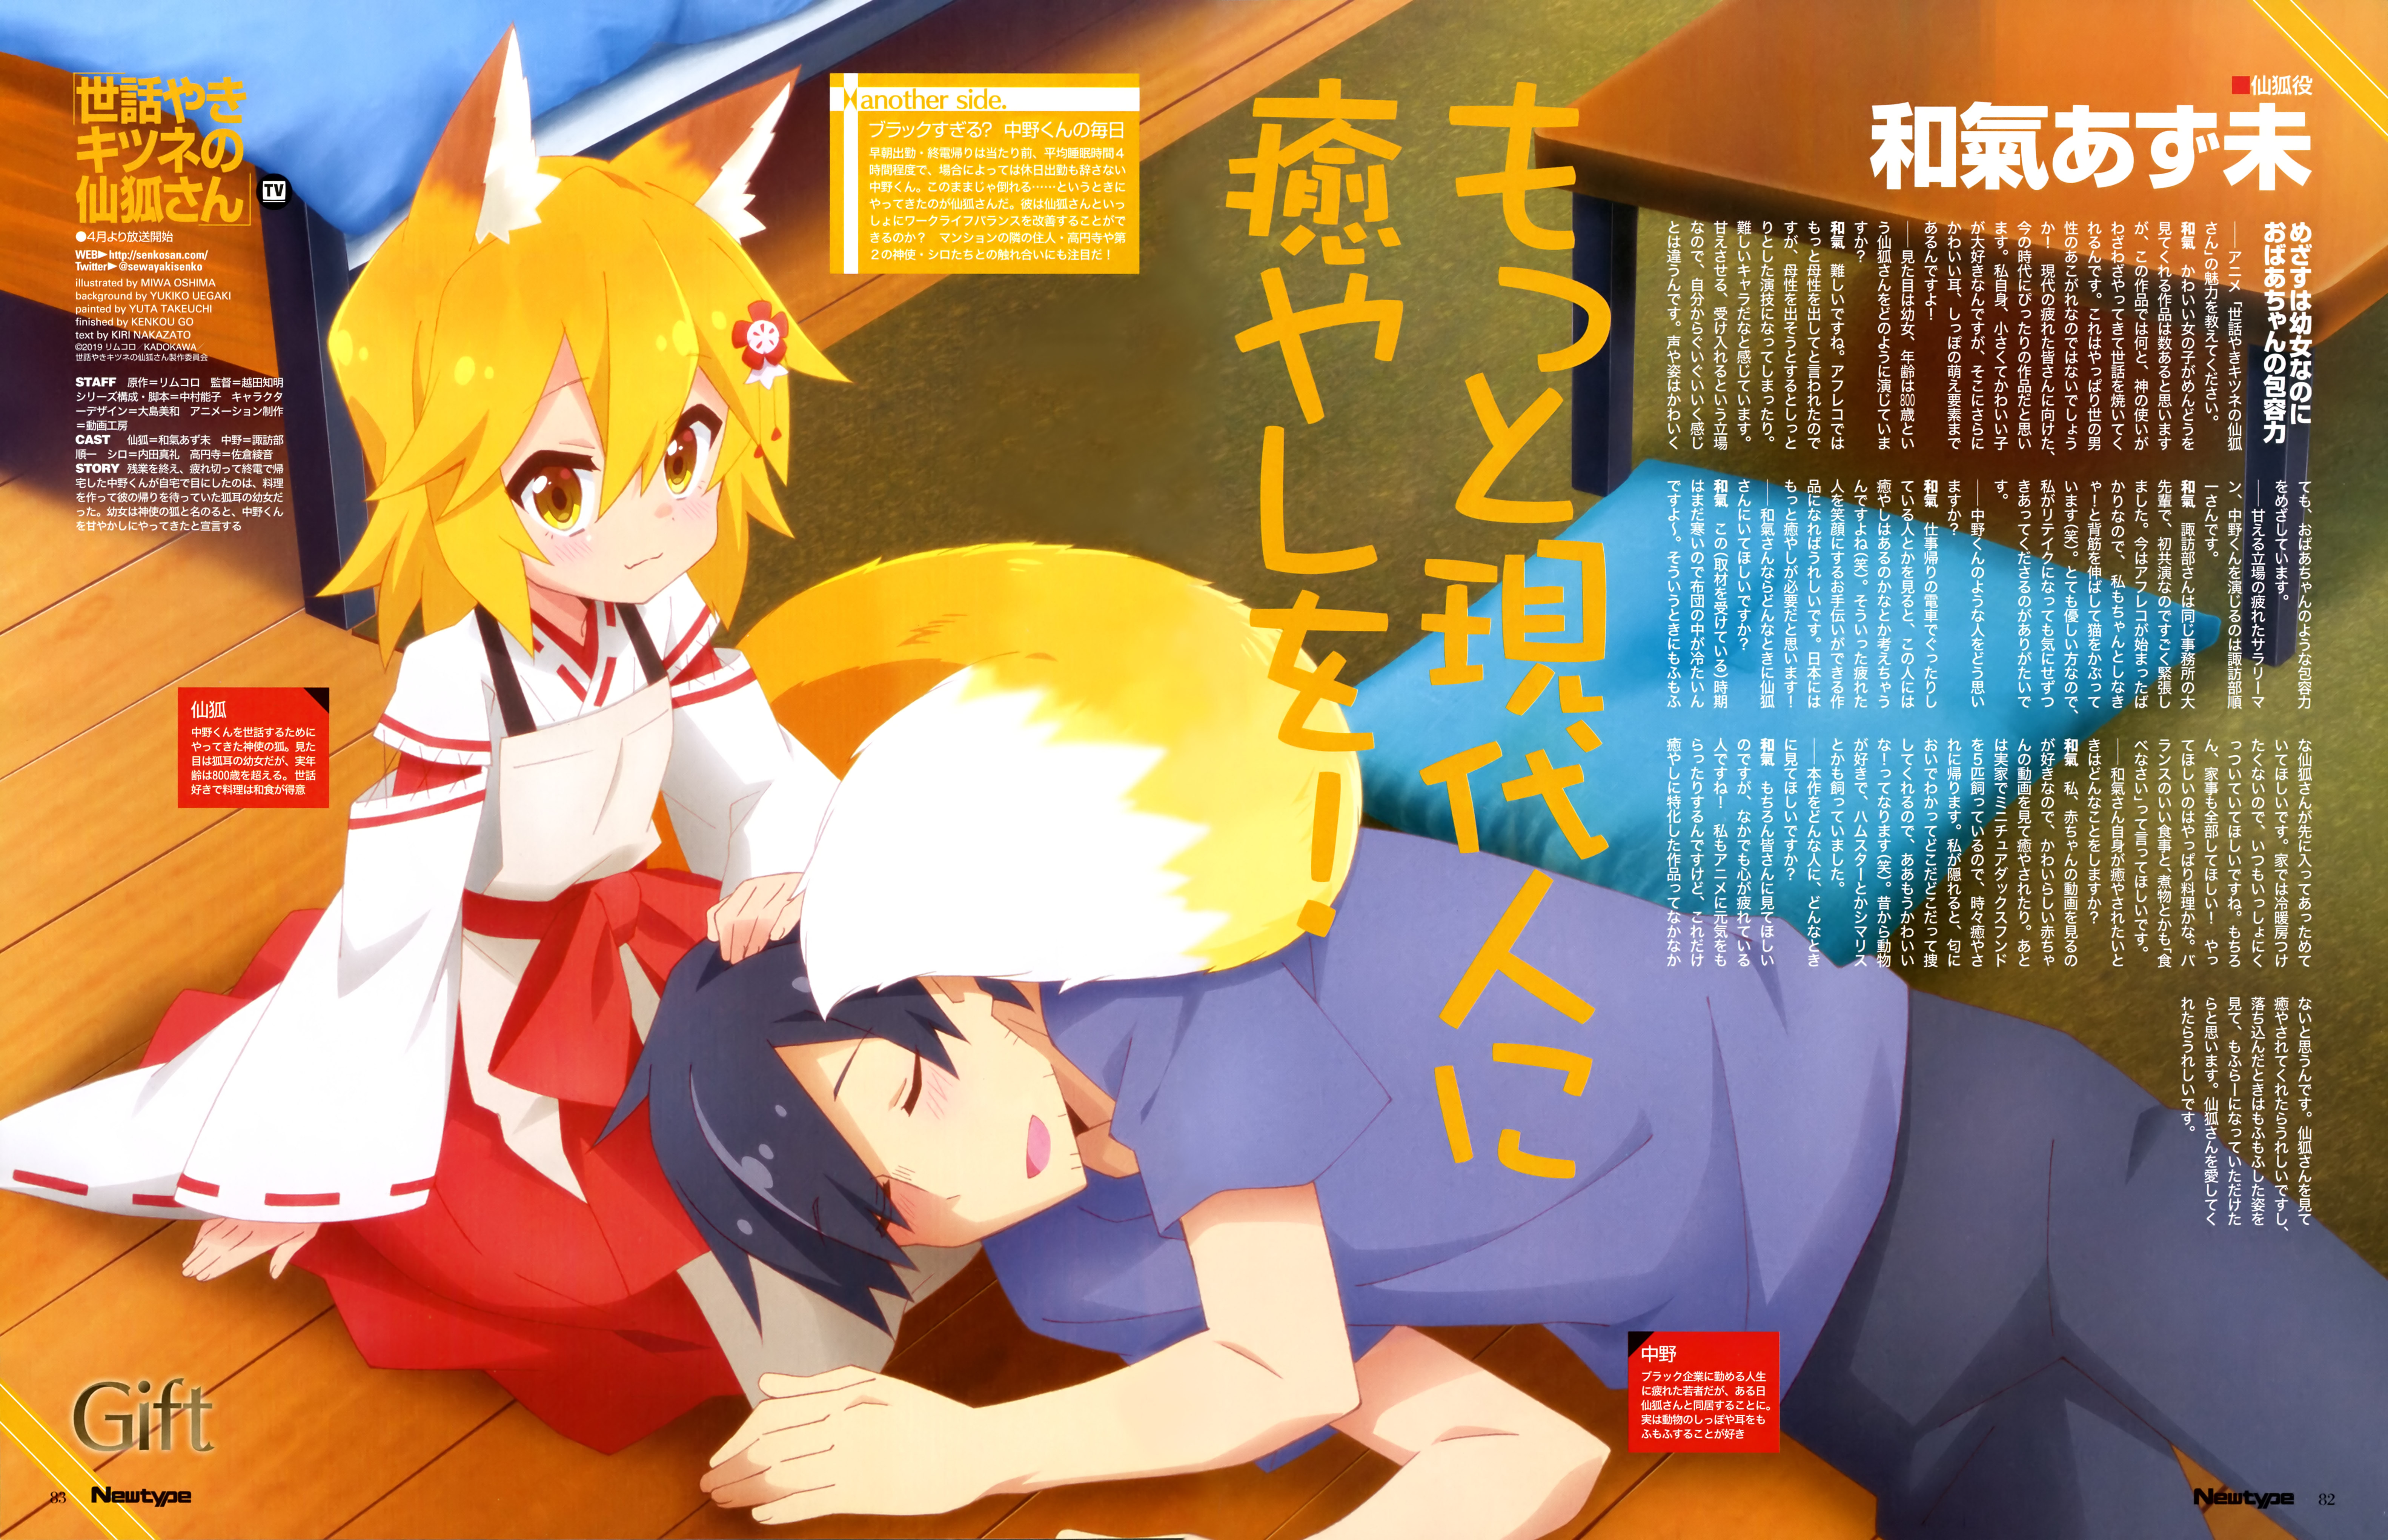 ■仙狐役
和氣あず未
めざすは幼女なのに
おばあちゃんの包容力
――アニメ「世話やきキツネの仙狐
さん」の魅力を教えてください。
和氣　かわいい女の子がめんどうを
見てくれる作品は数あると思います
が、この作品では何と、神の使いが
わざわざやってきて世話を焼いてく
れるんです。これはやっぱり世の男
性のあこがれなのではないでしょう
か！　現代の疲れた皆さんに向けた、
今の時代にぴったりの作品だと思い
ます。私自身、小さくてかわいい子
が大好きなんですが、そこにさらに
かわいい耳、しっぽの萌え要素まで
あるんですよ！
――見た目は幼女、年齢は800歳とい
う仙狐さんをどのように演じていま
すか？
和氣　難しいですね。アフレコでは
もっと母性を出してと言われたので
すが、母性を出そうとするとしっと
りとした演技になってしまったり。
難しいキャラだなと感じています。
甘えさせる、受け入れるという立場
なので、自分からぐいぐいいく感じ
とは違うんです。声や姿はかわいく
ても、おばあちゃんのような包容力
をめざしています。
――甘える立場の疲れたサラリーマ
ン、中野くんを演じるのは諏訪部順
一さんです。
和氣　諏訪部さんは同じ事務所の大
先輩で、初共演なのですごく緊張し
ました。今はアフレコが始まったば
かりなので、私もちゃんとしなき
ゃ！と背筋を伸ばして猫をかぶって
います（笑）。とても優しい方なので、
私がリテイクになっても気にせずつ
きあってくださるのがありがたいで
す。
――中野くんのような人をどう思い
ますか？
和氣　仕事帰りの電車でぐったりし
ている人とかを見ると、この人には
癒やしはあるのかなとか考えちゃう
んですよね（笑）。そういった疲れた
人を笑顔にするお手伝いができる作
品になればうれしいです。日本には
もっと癒やしが必要だと思います！
――和氣さんならどんなときに仙狐
さんにいてほしいですか？
和氣　この（取材を受けている）時期
はまだ寒いので布団の中が冷たいん
ですよ〜。そういうときにもふもふ
な仙狐さんが先に入ってあっためて
いてほしいです。家では冷暖房つけ
たくないので、いつもいっしょにく
っついていてほしいですね。もちろ
ん、家事も全部してほしい！　やっ
てほしいのはやっぱり料理かな。バ
ランスのいい食事と、煮物とかも「食
べなさい」って言ってほしいです。
――和氣さん自身が癒やされたいと
きはどんなことをしますか？
和氣　私、赤ちゃんの動画を見るの
が好きなので、かわいらしい赤ちゃ
んの動画を見て癒やされたり。あと
は実家でミニチュアダックスフンド
を5匹飼っているので、時々癒やさ
れに帰ります。私が隠れると、匂に
おいでわかってどこだどこだって捜
してくれるので、ああもうかわいい
な！ってなります（笑）。昔から動物
が好きで、ハムスターとかシマリス
とかも飼っていました。
――本作をどんな人に、どんなとき
に見てほしいですか？
和氣　もちろん皆さんに見てほしい
のですが、なかでも心が疲れている
人ですね！　私もアニメに元気をも
らったりするんですけど、これだけ
癒やしに特化した作品ってなかなか
ないと思うんです。仙狐さんを見て
癒やされてくれたらうれしいですし、
落ち込んだときはもふもふした姿を
見て、もふらーになっていただけた
らと思います。仙狐さんを愛してく
れたらうれしいです。
もっと現代人に
癒やしを！
another side.
ブラックすぎる？　中野くんの毎日
早朝出勤・終電帰りは当たり前、平均睡眠時間4
時間程度で、場合によっては休日出勤も辞さない
中野くん。このままじゃ倒れる……というときに
やってきたのが仙狐さんだ。彼は仙狐さんといっ
しょにワークライフバランスを改善することがで
きるのか？　マンションの隣の住人・高円寺や第
2の神使・シロたちとの触れ合いにも注目だ！
世話やき
キツネの
仙狐さん
TV
●4月より放送開始
WEB▶http://senkosan.com/
Twitter▶@sewayakisenko
illustrated by MIWA OSHIMA
background by YUKIKO UEGAKI
painted by YUTA TAKEUCHI
finished by KENKOU GO
text by KIRI NAKAZATO
©2019 リムコロ／KADOKAWA／
世話やきキツネの仙狐さん製作委員会
STAFF　原作＝リムコロ　監督＝越田知明
シリーズ構成・脚本＝中村能子　キャラクタ
ーデザイン＝大島美和　アニメーション制作
＝動画工房
CAST　仙狐＝和氣あず未　中野＝諏訪部
順一　シロ＝内田真礼　高円寺＝佐倉綾音
STORY　残業を終え、疲れ切って終電で帰
宅した中野くんが自宅で目にしたのは、料理
を作って彼の帰りを待っていた狐耳の幼女だ
った。幼女は神使の狐と名のると、中野くん
を甘やかしにやってきたと宣言する
仙狐
中野くんを世話するために
やってきた神使の狐。見た
目は狐耳の幼女だが、実年
齢は800歳を超える。世話
好きで料理は和食が得意
中野
ブラック企業に勤める人生
に疲れた若者だが、ある日
仙狐さんと同居することに。
実は動物のしっぽや耳をも
ふもふすることが好き
Gift
83 Newtype
Newtype 82